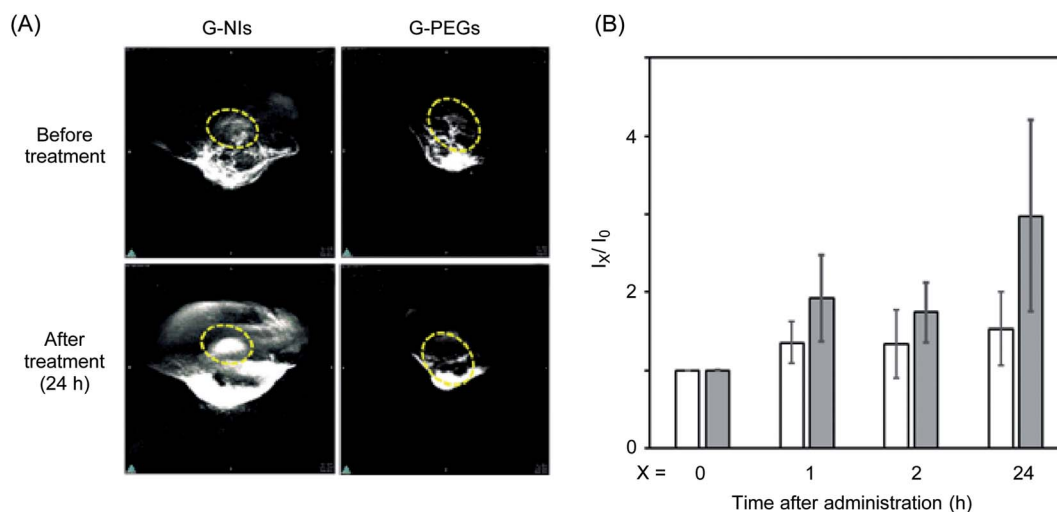 (A)
G-NIs
G-PEGs
Before
treatment
After
treatment
(24 h)
(B)
I_X/ I_0
4
2
0
X = 0 1 2 24
Time after administration (h)